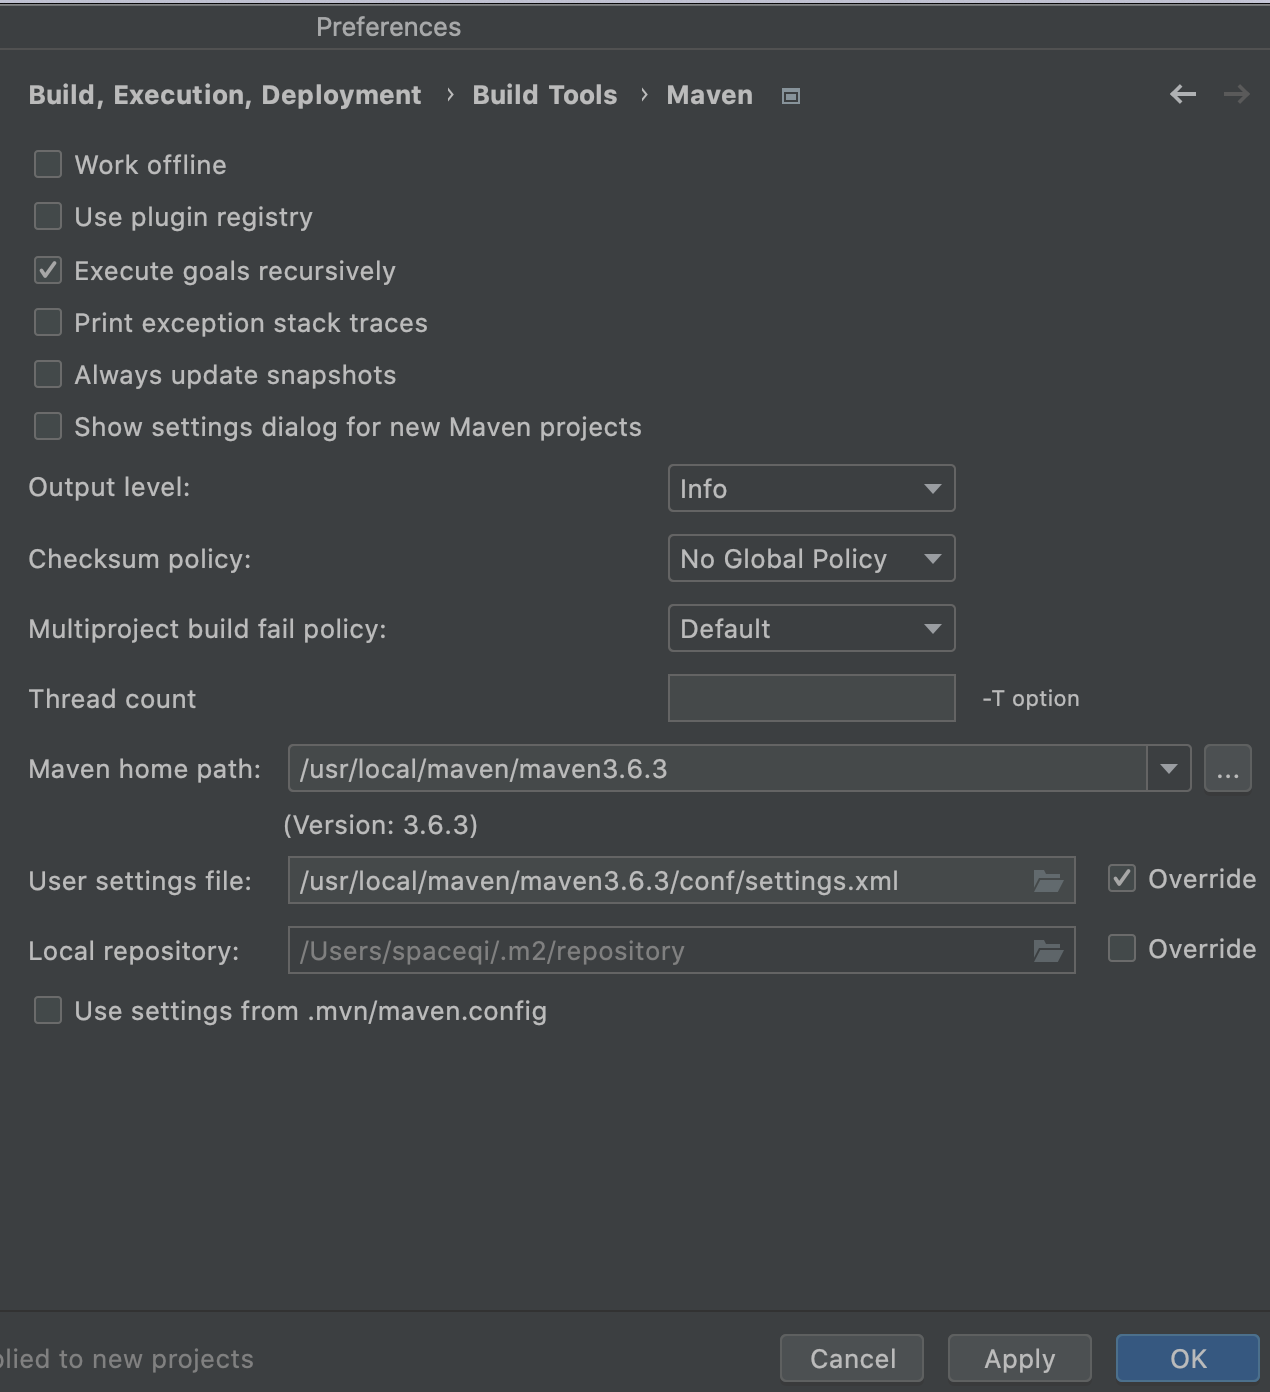 Preferences
Build, Execution, Deployment › Build Tools › Maven
Work offline
Use plugin registry
Execute goals recursively
Print exception stack traces
Always update snapshots
Show settings dialog for new Maven projects
Output level: Info
Checksum policy: No Global Policy
Multiproject build fail policy: Default
Thread count -T option
Maven home path: /usr/local/maven/maven3.6.3 ...
(Version: 3.6.3)
User settings file: /usr/local/maven/maven3.6.3/conf/settings.xml Override
Local repository: /Users/spaceqi/.m2/repository Override
Use settings from .mvn/maven.config
plied to new projects Cancel Apply OK